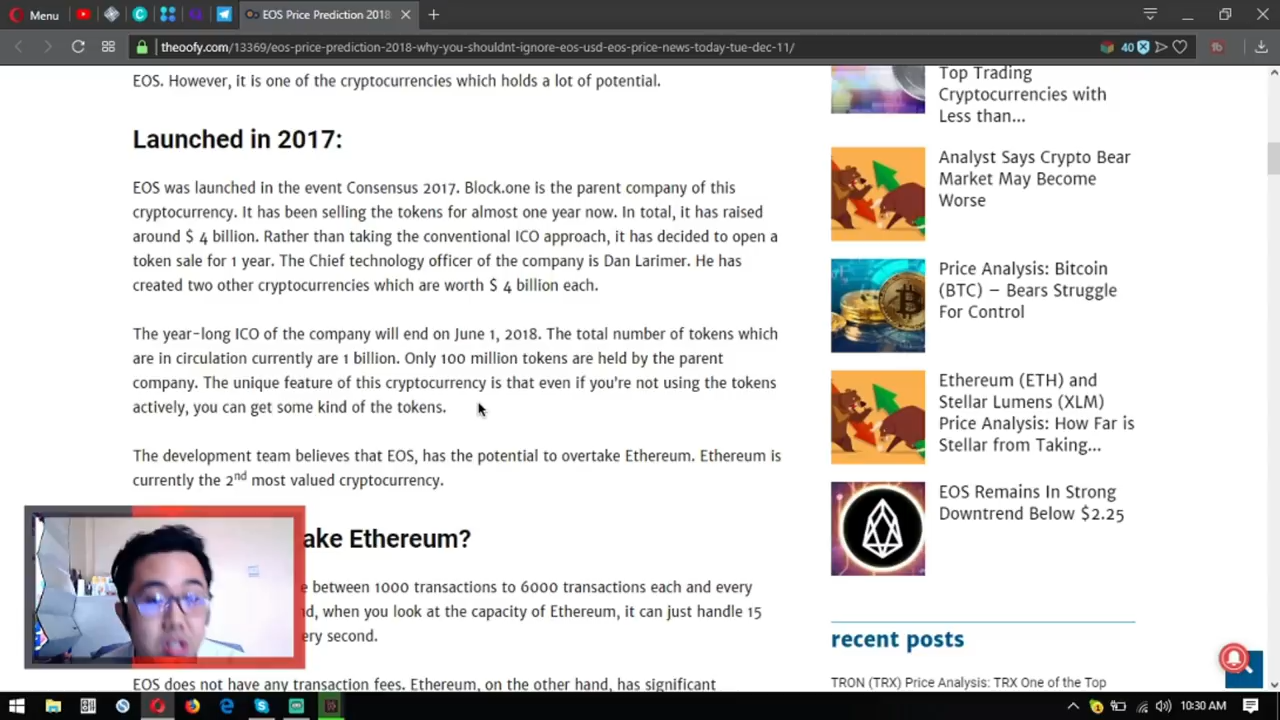 Menu
EOS Price Prediction 2018
theoofy.com/13369/eos-price-prediction-2018-why-you-shouldnt-ignore-eos-usd-eos-price-news-today-tue-dec-11/
40
EOS. However, it is one of the cryptocurrencies which holds a lot of potential.
Launched in 2017:
EOS was launched in the event Consensus 2017. Block.one is the parent company of this
cryptocurrency. It has been selling the tokens for almost one year now. In total, it has raised
around $ 4 billion. Rather than taking the conventional ICO approach, it has decided to open a
token sale for 1 year. The Chief technology officer of the company is Dan Larimer. He has
created two other cryptocurrencies which are worth $ 4 billion each.
The year-long ICO of the company will end on June 1, 2018. The total number of tokens which
are in circulation currently are 1 billion. Only 100 million tokens are held by the parent
company. The unique feature of this cryptocurrency is that even if you're not using the tokens
actively, you can get some kind of the tokens.
The development team believes that EOS, has the potential to overtake Ethereum. Ethereum is
currently the 2nd most valued cryptocurrency.
ake Ethereum?
e between 1000 transactions to 6000 transactions each and every
nd, when you look at the capacity of Ethereum, it can just handle 15
ery second.
EOS does not have any transaction fees. Ethereum, on the other hand, has significant
Top Trading
Cryptocurrencies with
Less than...
Analyst Says Crypto Bear
Market May Become
Worse
Price Analysis: Bitcoin
(BTC) – Bears Struggle
For Control
Ethereum (ETH) and
Stellar Lumens (XLM)
Price Analysis: How Far is
Stellar from Taking...
EOS Remains In Strong
Downtrend Below $2.25
recent posts
TRON (TRX) Price Analysis: TRX One of the Top
10:30 AM